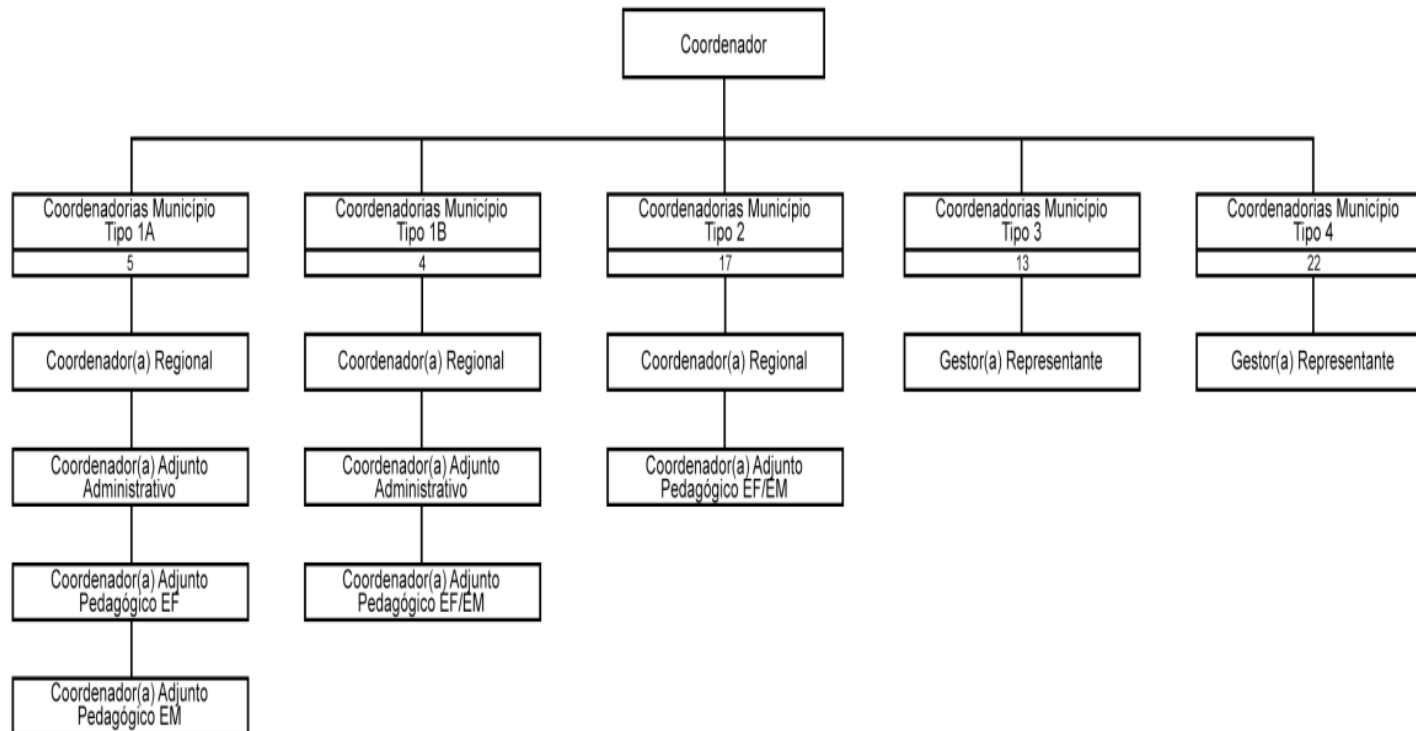 Coordenador
Coordenadorias Município
Tipo 1A
5
Coordenadorias Município
Tipo 1B
4
Coordenadorias Município
Tipo 2
17
Coordenadorias Município
Tipo 3
13
Coordenadorias Município
Tipo 4
22
Coordenador(a) Regional
Coordenador(a) Regional
Coordenador(a) Regional
Gestor(a) Representante
Gestor(a) Representante
Coordenador(a) Adjunto
Administrativo
Coordenador(a) Adjunto
Administrativo
Coordenador(a) Adjunto
Pedagógico EF/EM
Coordenador(a) Adjunto
Pedagógico EF
Coordenador(a) Adjunto
Pedagógico EF/EM
Coordenador(a) Adjunto
Pedagógico EM